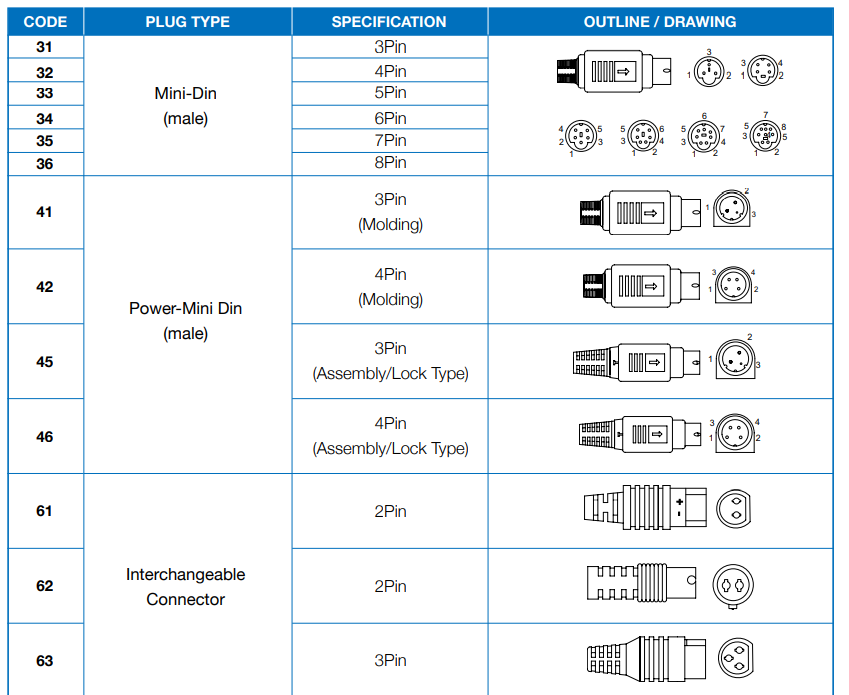 CODE PLUG TYPE SPECIFICATION OUTLINE / DRAWING
31 3Pin
32 4Pin
33 5Pin
Mini-Din
(male)
34 6Pin
35 7Pin
36 8Pin
3
1 2
3 4
1 2
4 5
2 3
1
5 6
3 4
1 2
6
5 7
3 4
1 2
7
5 8
3 5
1 2
41 3Pin
(Molding)
2
1 3
42 4Pin
(Molding)
3 4
1 2
Power-Mini Din
(male)
45 3Pin
(Assembly/Lock Type)
2
1 3
46 4Pin
(Assembly/Lock Type)
3 4
1 2
61 2Pin
+
-
Interchangeable
Connector
62 2Pin
63 3Pin